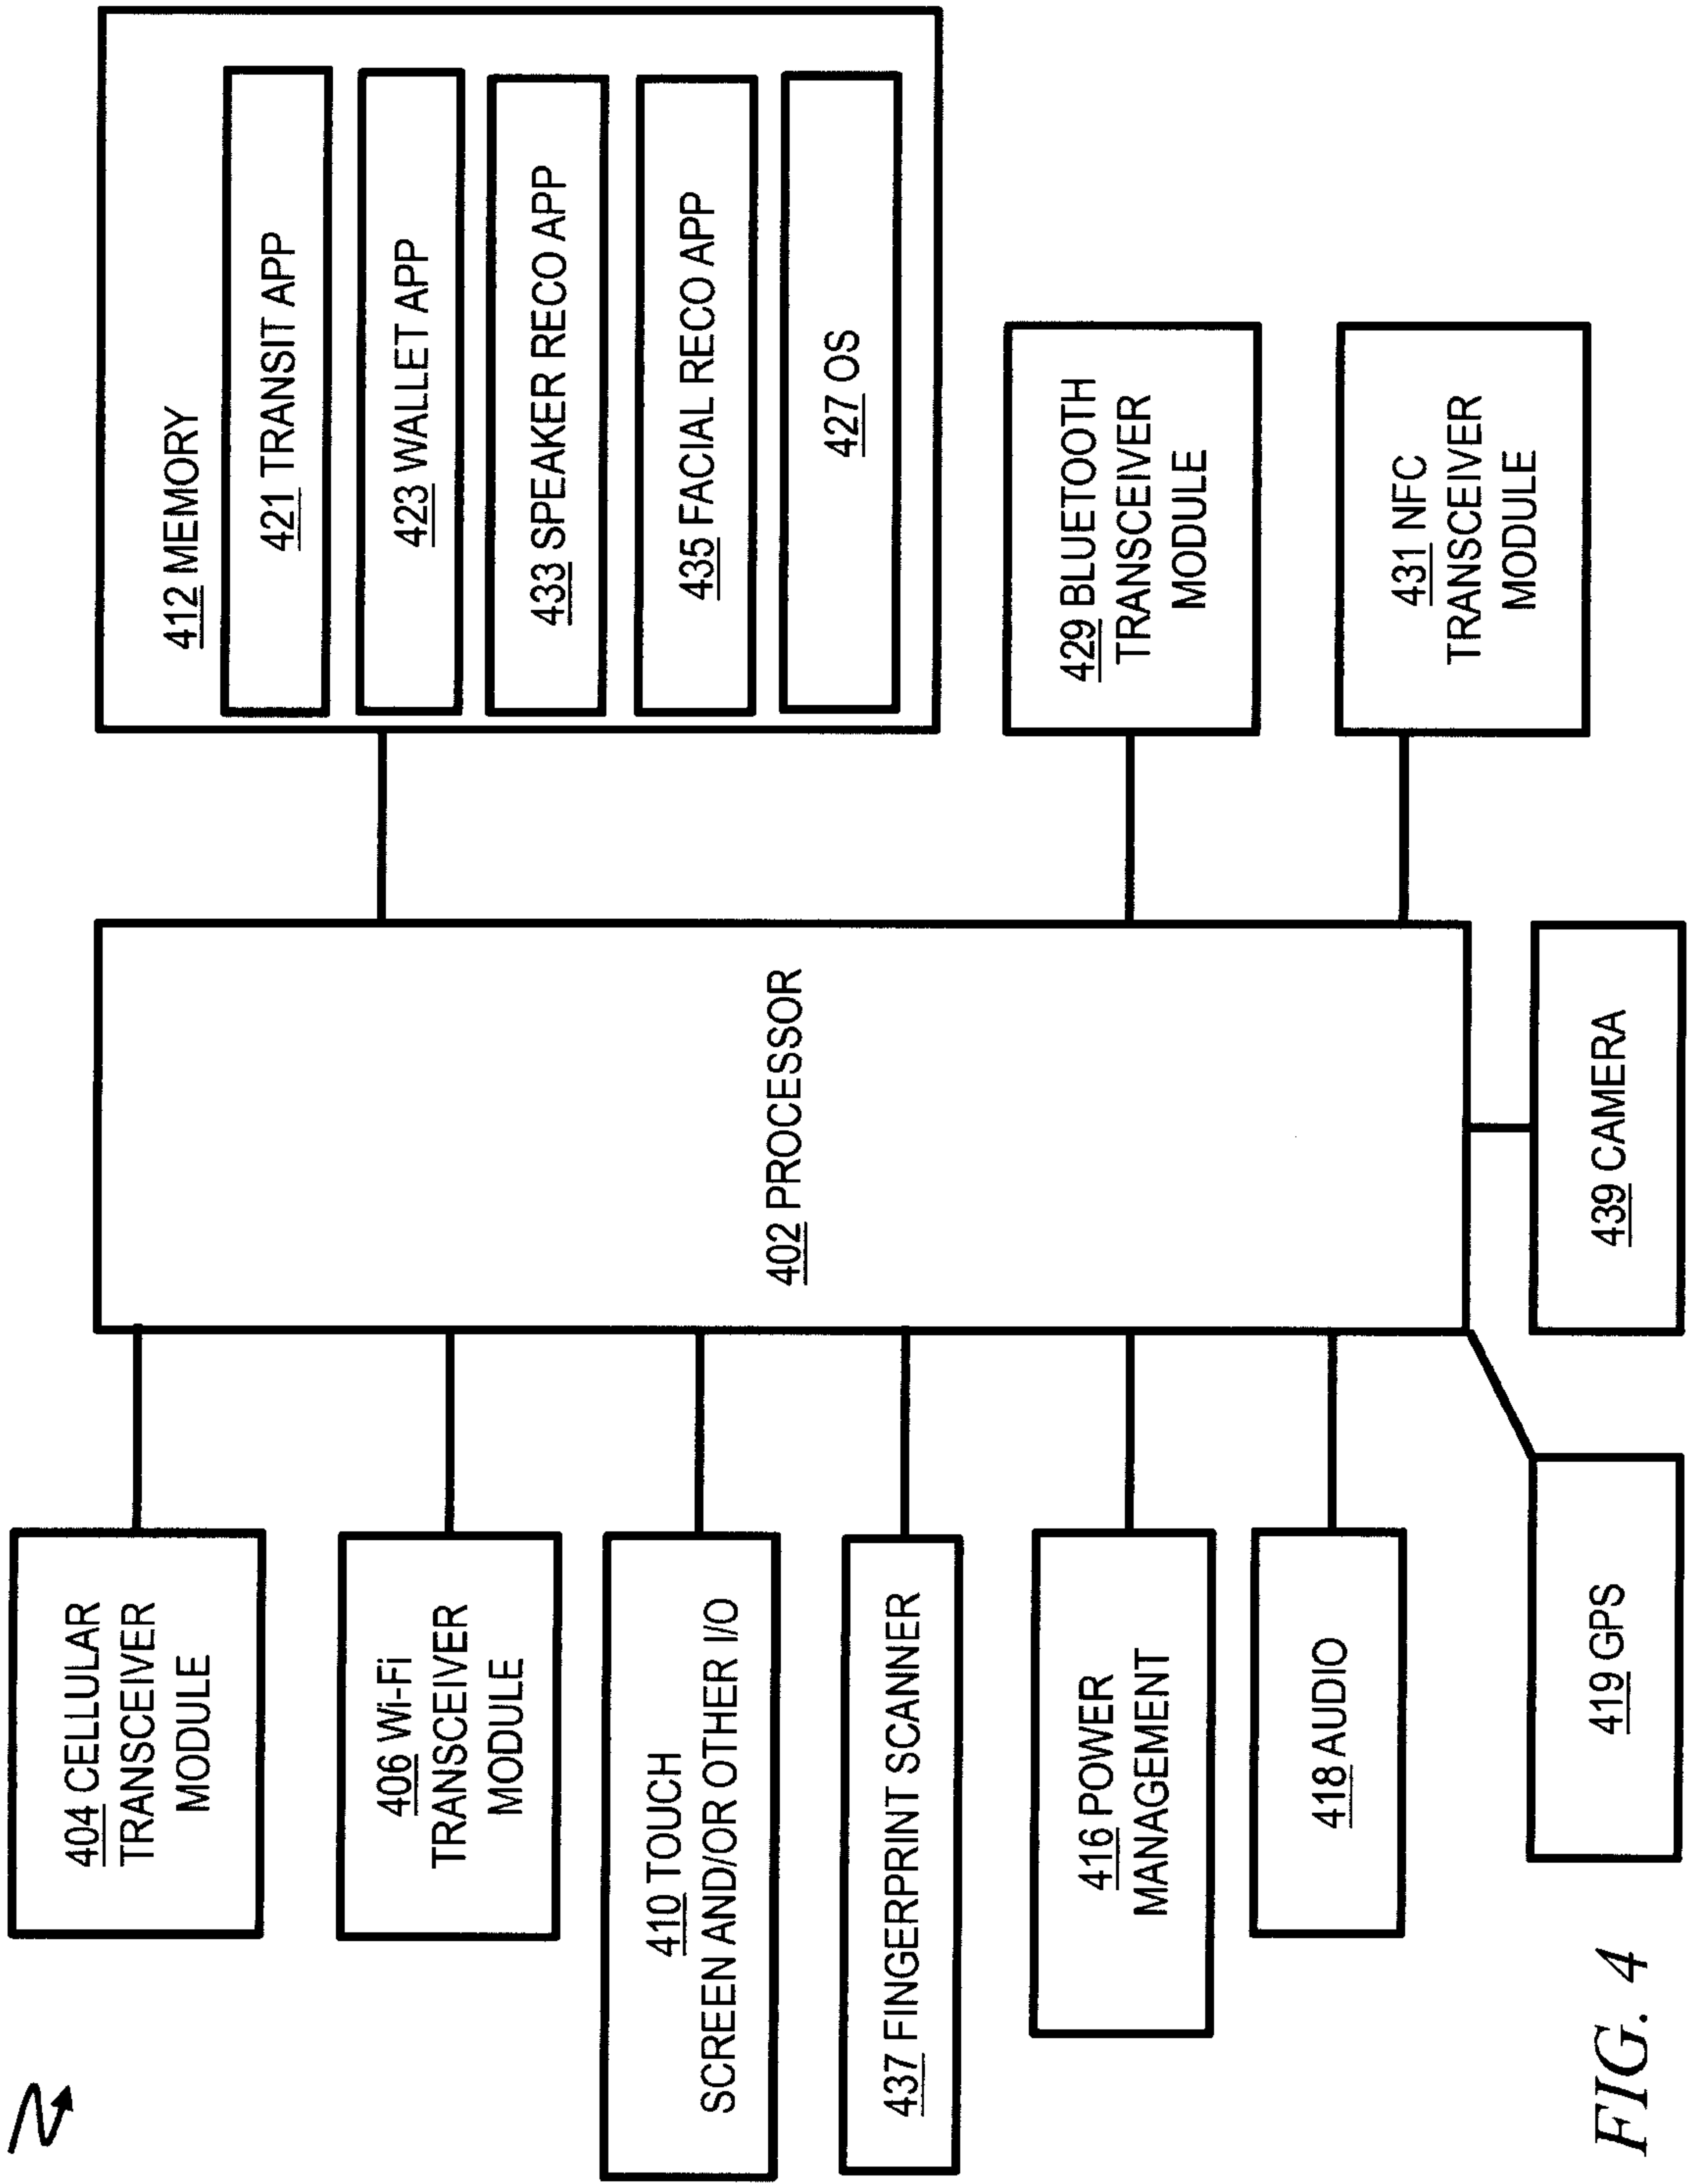 404 CELLULAR
TRANSCEIVER
MODULE
406 Wi-Fi
TRANSCEIVER
MODULE
410 TOUCH
SCREEN AND/OR OTHER I/O
437 FINGERPRINT SCANNER
416 POWER
MANAGEMENT
418 AUDIO
419 GPS
402 PROCESSOR
439 CAMERA
412 MEMORY
421 TRANSIT APP
423 WALLET APP
433 SPEAKER RECO APP
435 FACIAL RECO APP
427 OS
429 BLUETOOTH
TRANSCEIVER
MODULE
431 NFC
TRANSCEIVER
MODULE
FIG. 4